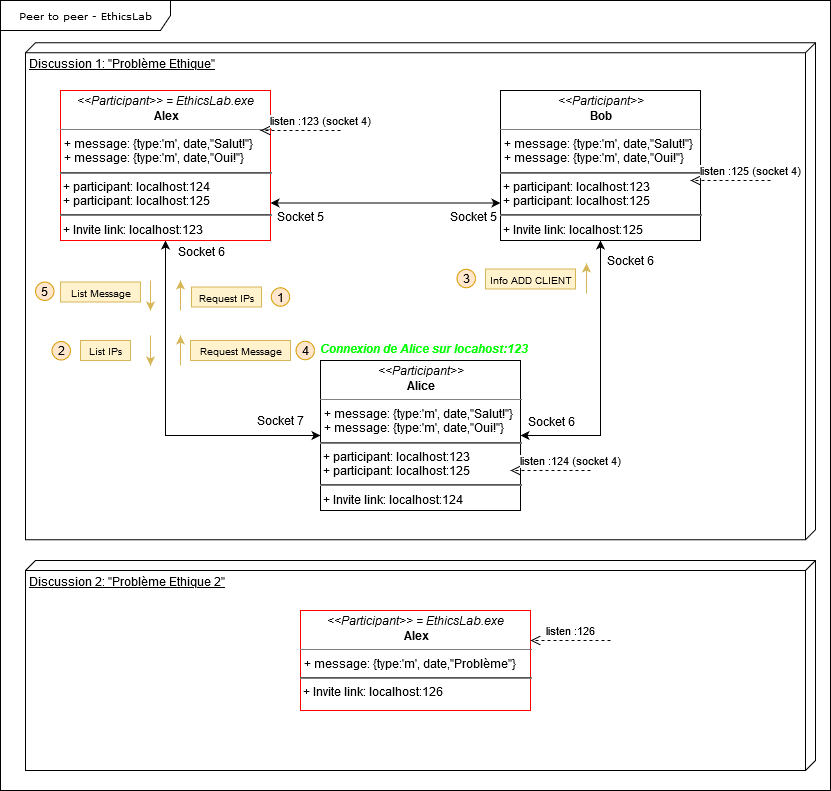 Peer to peer - EthicsLab
Discussion 1: "Problème Ethique"
<<Participant>> = EthicsLab.exe
Alex
+ message: {type:'m', date,"Salut!"}
+ message: {type:'m', date,"Oui!"}
+ participant: localhost:124
+ participant: localhost:125
+ Invite link: localhost:123
listen :123 (socket 4)
<<Participant>>
Bob
+ message: {type:'m', date,"Salut!"}
+ message: {type:'m', date,"Oui!"}
+ participant: localhost:123
+ participant: localhost:125
+ Invite link: localhost:125
listen :125 (socket 4)
Socket 5
Socket 5
Socket 6
Socket 6
5
List Message
Request IPs
1
3
Info ADD CLIENT
2
List IPs
Request Message
4
Connexion de Alice sur locahost:123
<<Participant>>
Alice
+ message: {type:'m', date,"Salut!"}
+ message: {type:'m', date,"Oui!"}
+ participant: localhost:123
+ participant: localhost:125
+ Invite link: localhost:124
Socket 7
Socket 6
listen :124 (socket 4)
Discussion 2: "Problème Ethique 2"
<<Participant>> = EthicsLab.exe
Alex
+ message: {type:'m', date,"Problème"}
+ Invite link: localhost:126
listen :126